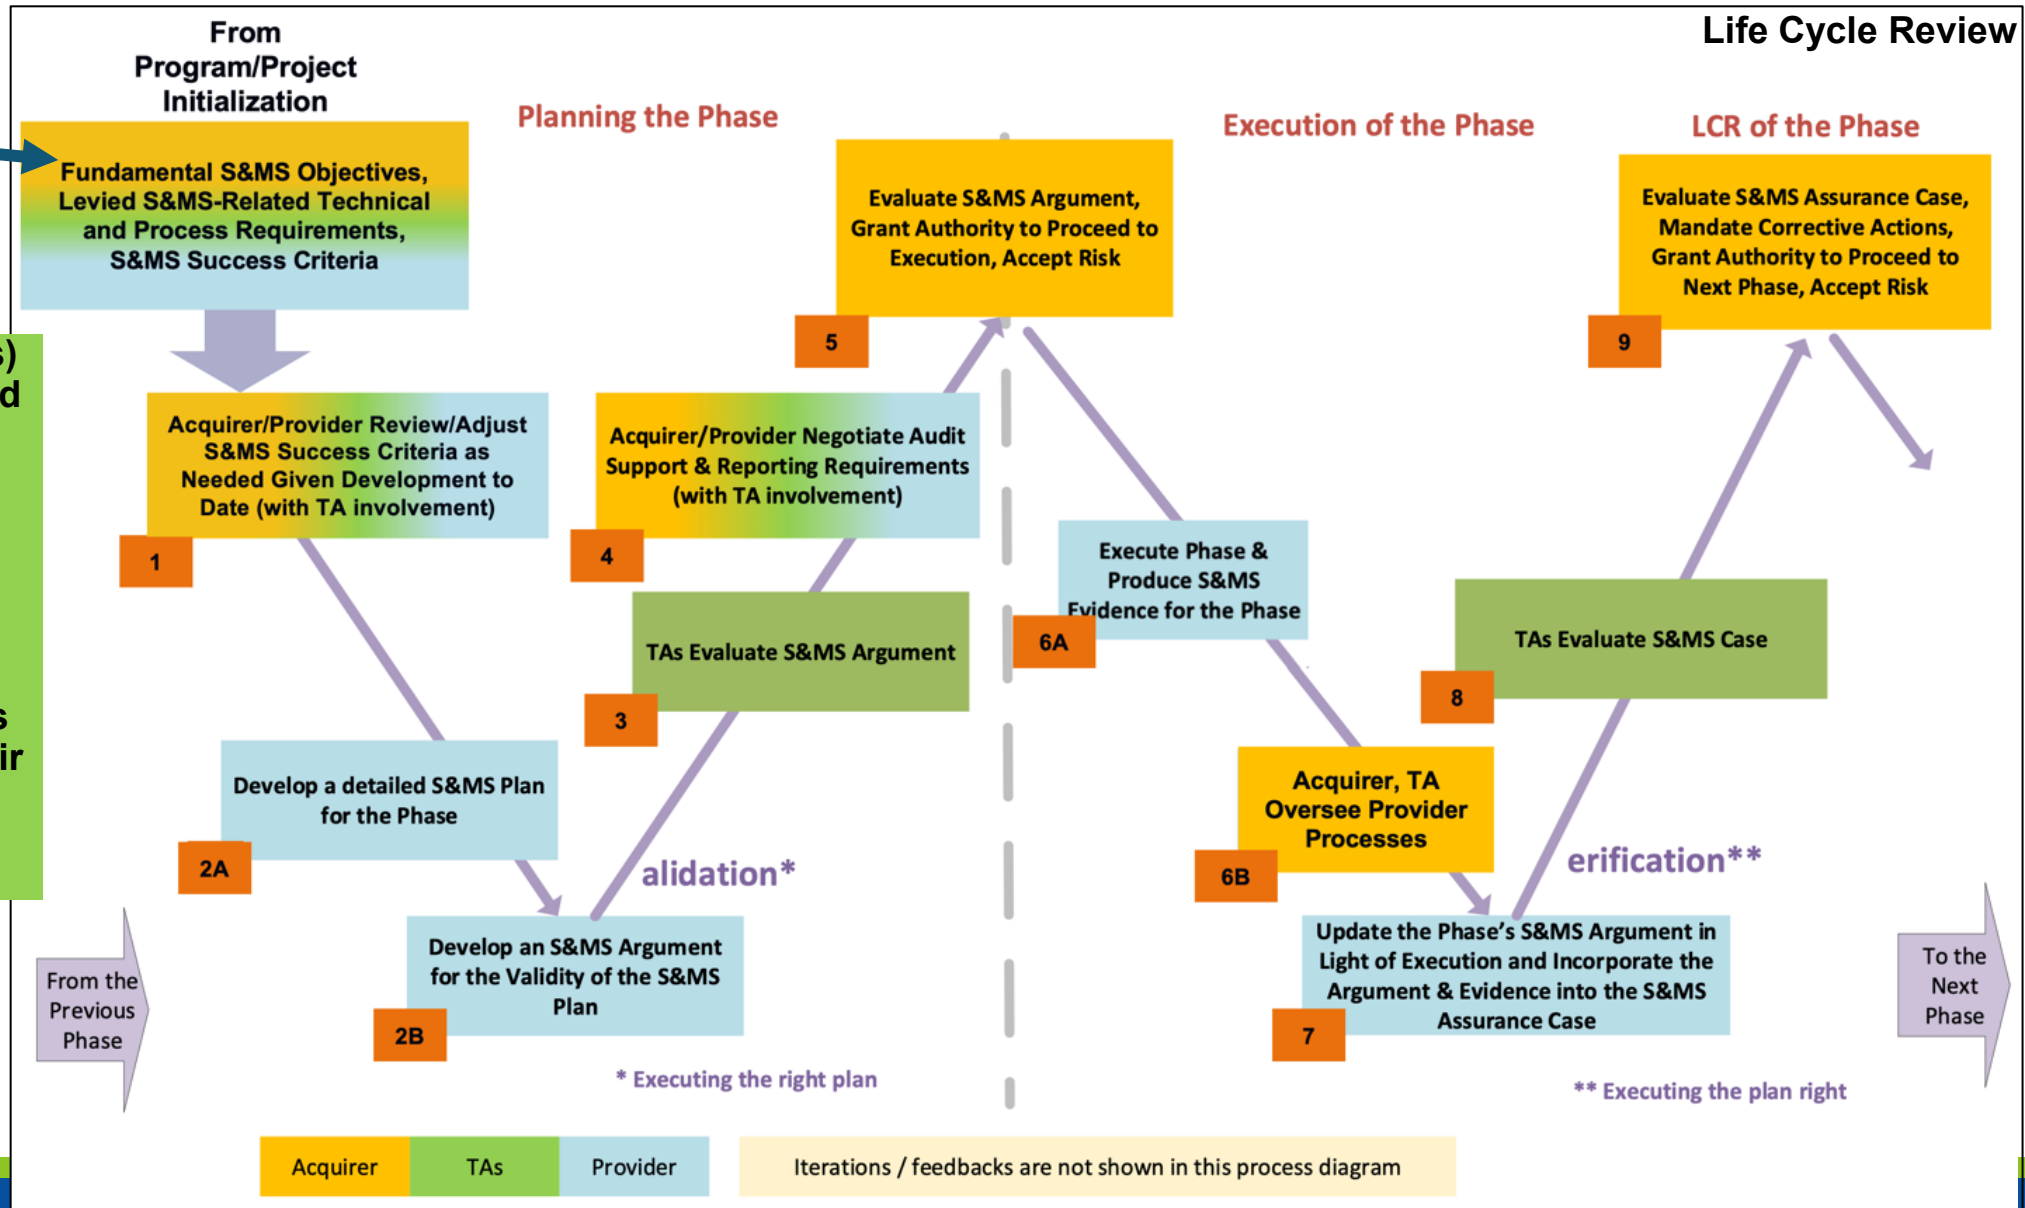 Life Cycle Review
From
Program/Project
Initialization
Planning the Phase
Execution of the Phase
LCR of the Phase
Fundamental S&MS Objectives,
Levied S&MS-Related Technical
and Process Requirements,
S&MS Success Criteria
Evaluate S&MS Argument,
Grant Authority to Proceed to
Execution, Accept Risk
5
Evaluate S&MS Assurance Case,
Mandate Corrective Actions,
Grant Authority to Proceed to
Next Phase, Accept Risk
9
s)
d
s
ir
Acquirer/Provider Review/Adjust
S&MS Success Criteria as
Needed Given Development to
Date (with TA involvement)
1
Acquirer/Provider Negotiate Audit
Support & Reporting Requirements
(with TA involvement)
4
TAs Evaluate S&MS Argument
3
Execute Phase &
Produce S&MS
Evidence for the Phase
6A
TAs Evaluate S&MS Case
8
Develop a detailed S&MS Plan
for the Phase
2A
alidation*
Acquirer, TA
Oversee Provider
Processes
6B
erification**
Develop an S&MS Argument
for the Validity of the S&MS
Plan
2B
Update the Phase's S&MS Argument in
Light of Execution and Incorporate the
Argument & Evidence into the S&MS
Assurance Case
7
From the
Previous
Phase
To the
Next
Phase
* Executing the right plan
** Executing the plan right
Acquirer
TAs
Provider
Iterations / feedbacks are not shown in this process diagram